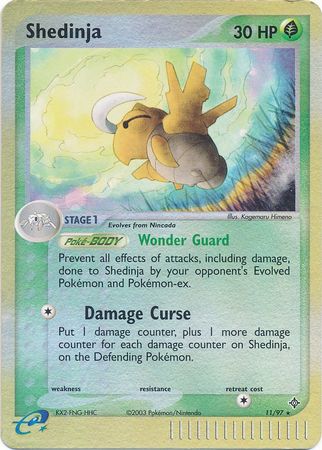 Shedinja 30 HP
Illus. Kagemaru Himeno
STAGE 1 Evolves from Nincada
Poké-BODY Wonder Guard
Prevent all effects of attacks, including damage,
done to Shedinja by your opponent's Evolved
Pokémon and Pokémon-ex.
Damage Curse
Put 1 damage counter, plus 1 more damage
counter for each damage counter on Shedinja,
on the Defending Pokémon.
weakness resistance retreat cost
e KX2-FNG-HHC ©2003 Pokémon/Nintendo 11/97 ★